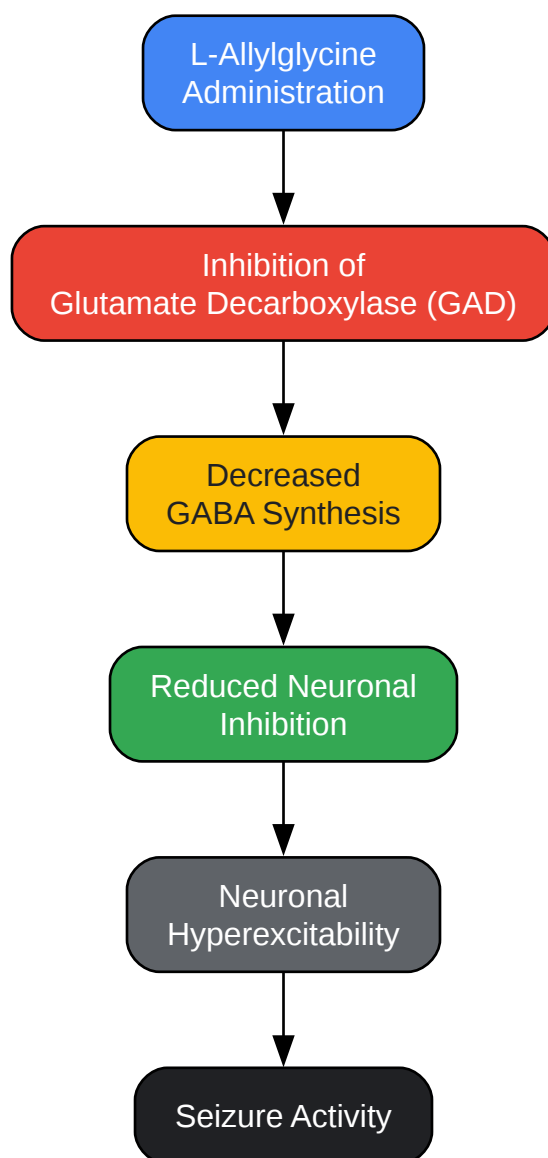 L-Allylglycine
Administration
Inhibition of
Glutamate Decarboxylase (GAD)
Decreased
GABA Synthesis
Reduced Neuronal
Inhibition
Neuronal
Hyperexcitability
Seizure Activity